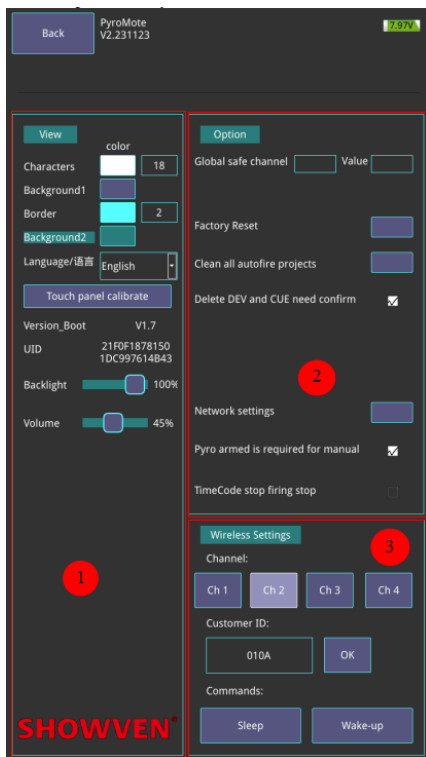 Back
PyroMote
V2.231123
7.97V
View
color
Characters
18
Background1
Border
2
Background2
Language/语言
English
Touch panel calibrate
Version_Boot V1.7
UID
21F0F1878150
1DC997614B43
Backlight 100%
Volume 45%
1
SHOWVEN
Option
Global safe channel Value
Factory Reset
Clean all autofire projects
Delete DEV and CUE need confirm
2
Network settings
Pyro armed is required for manual
TimeCode stop firing stop
Wireless Settings
3
Channel:
Ch 1 Ch 2 Ch 3 Ch 4
Customer ID:
010A OK
Commands:
Sleep Wake-up